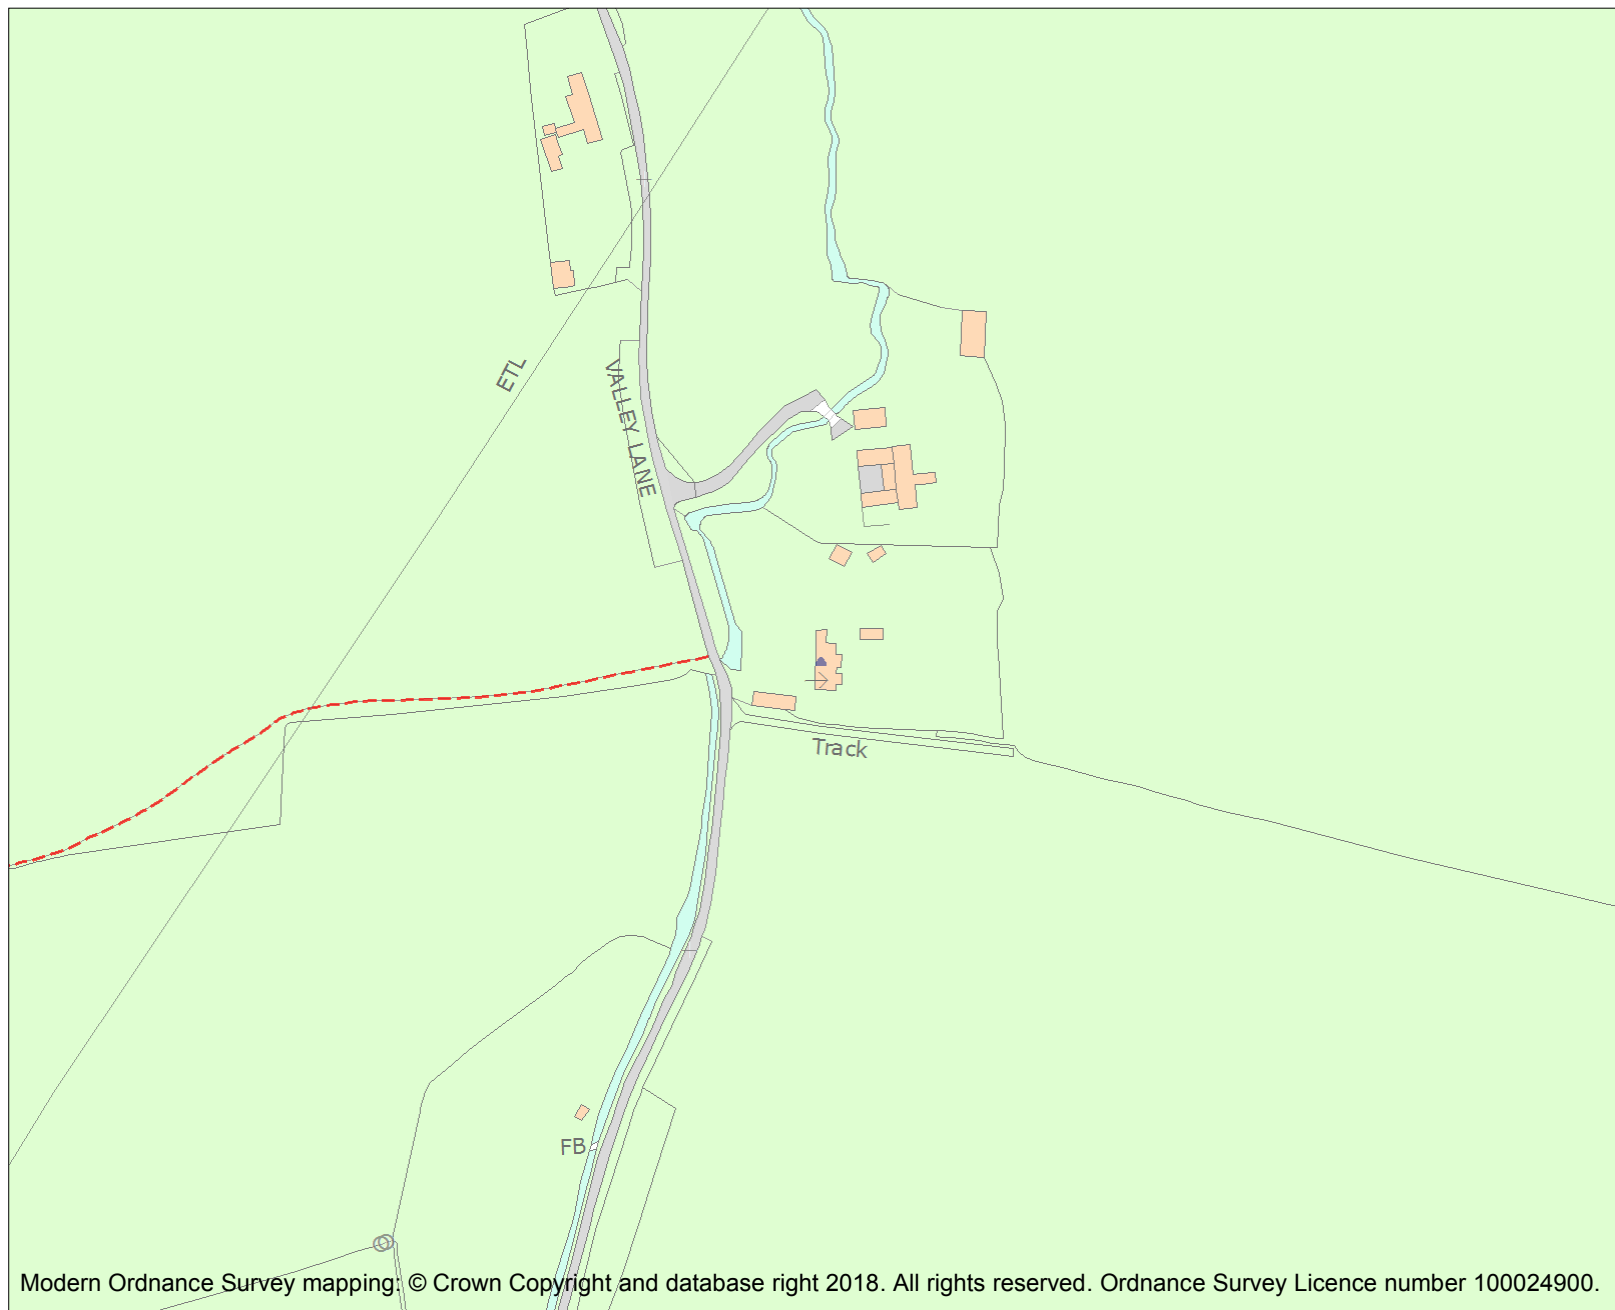 ETL
VALLEY LANE
Track
FB
Modern Ordnance Survey mapping: © Crown Copyright and database right 2018. All rights reserved. Ordnance Survey Licence number 100024900.